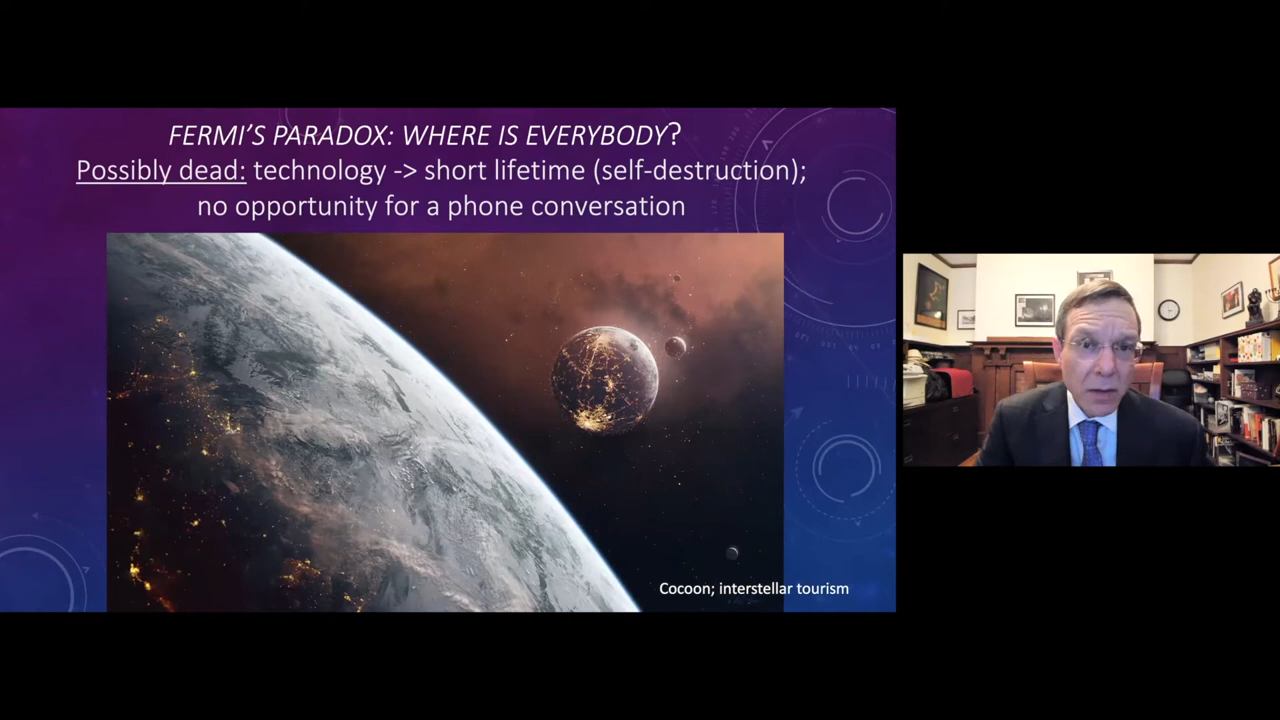 FERMI'S PARADOX: WHERE IS EVERYBODY?
Possibly dead: technology -> short lifetime (self-destruction);
no opportunity for a phone conversation
Cocoon; interstellar tourism